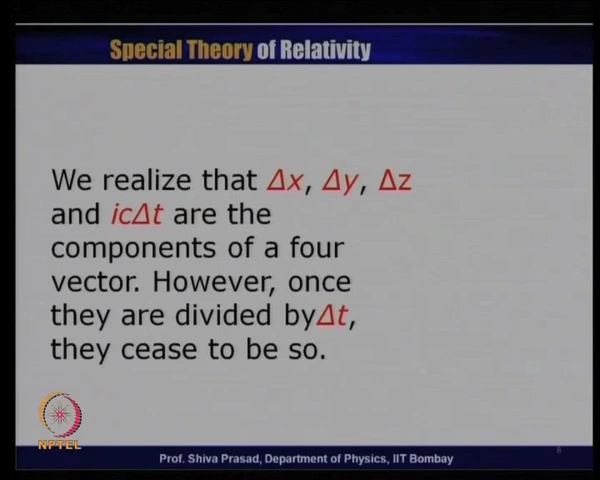 Special Theory of Relativity
We realize that Δx, Δy, Δz
and icΔt are the
components of a four
vector. However, once
they are divided byΔt,
they cease to be so.
NPTEL
Prof. Shiva Prasad, Department of Physics, IIT Bombay
8